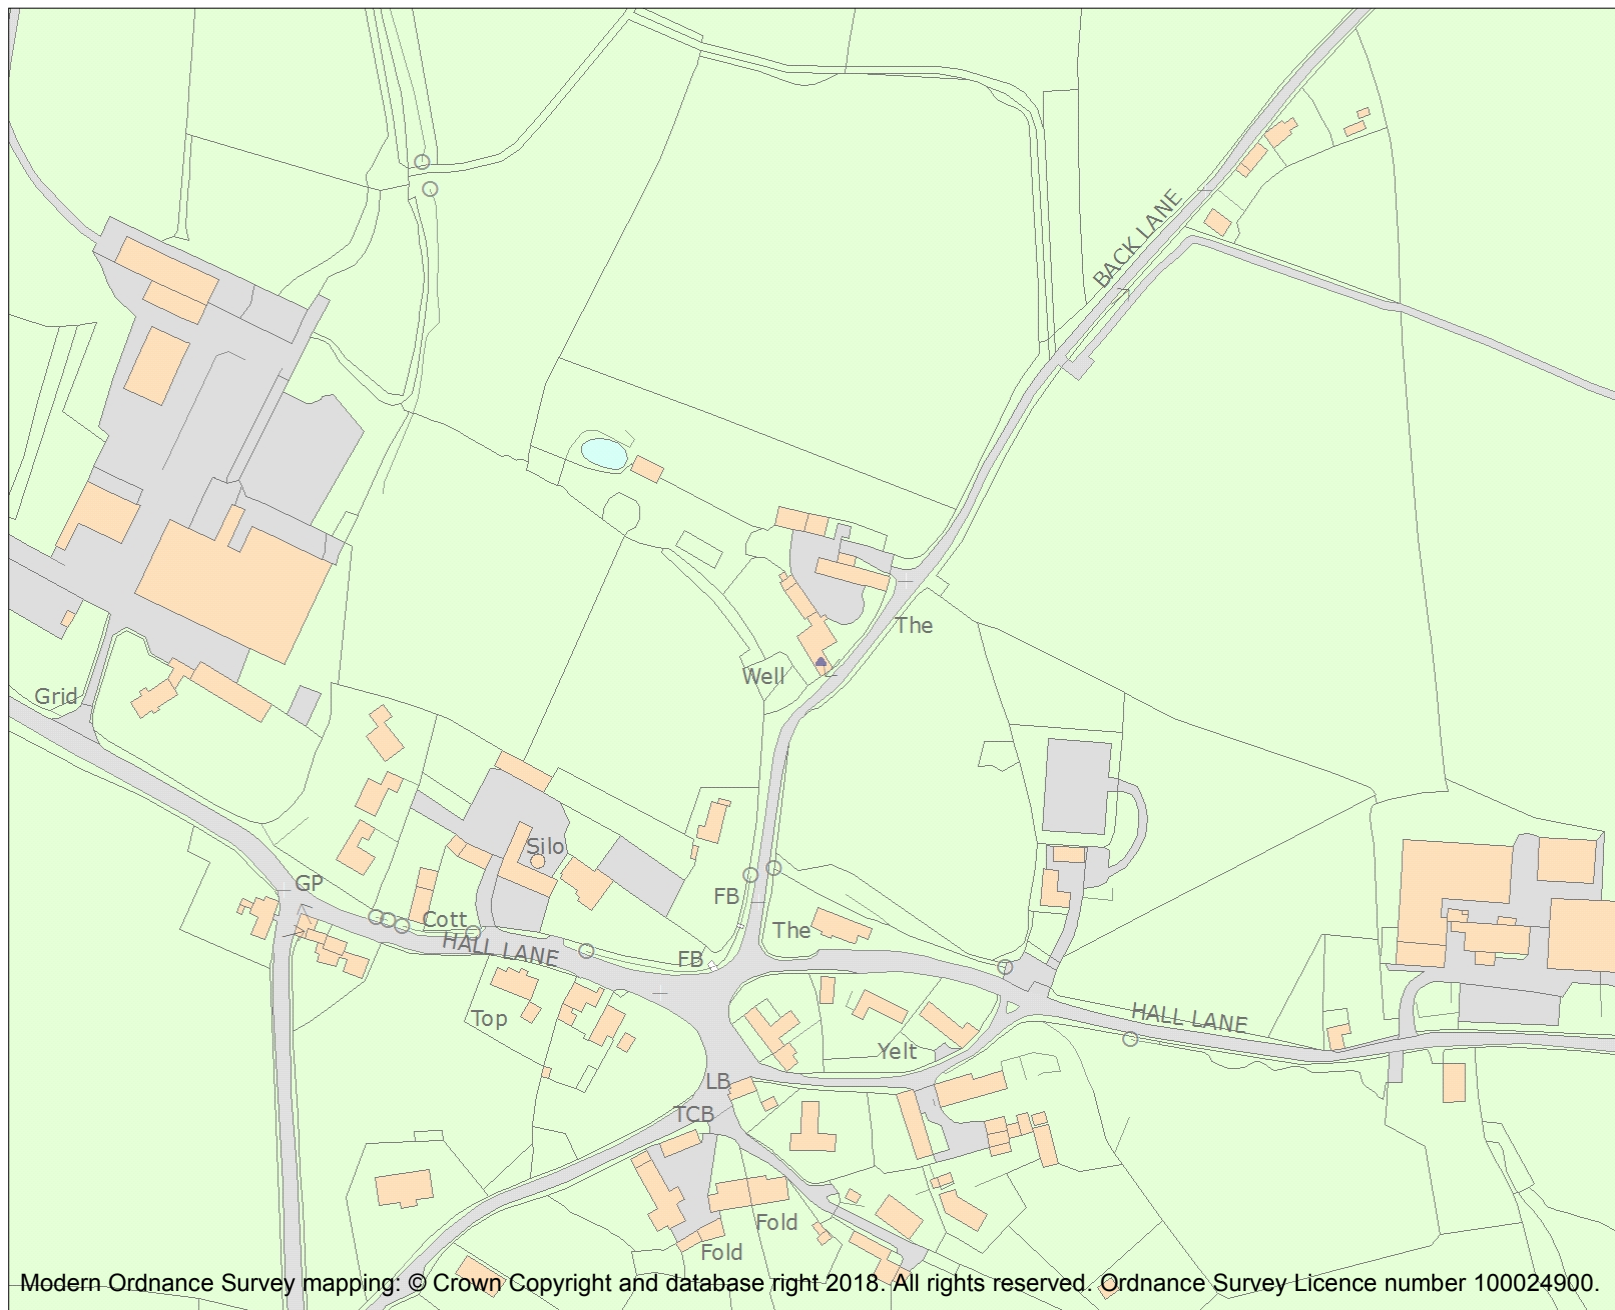 BACK LANE
The
Well
Grid
Silo
GP
FB
Cott
The
HALL LANE
FB
Top
HALL LANE
Yelt
LB
TCB
Fold
Fold
Modern Ordnance Survey mapping: © Crown Copyright and database right 2018. All rights reserved. Ordnance Survey Licence number 100024900.